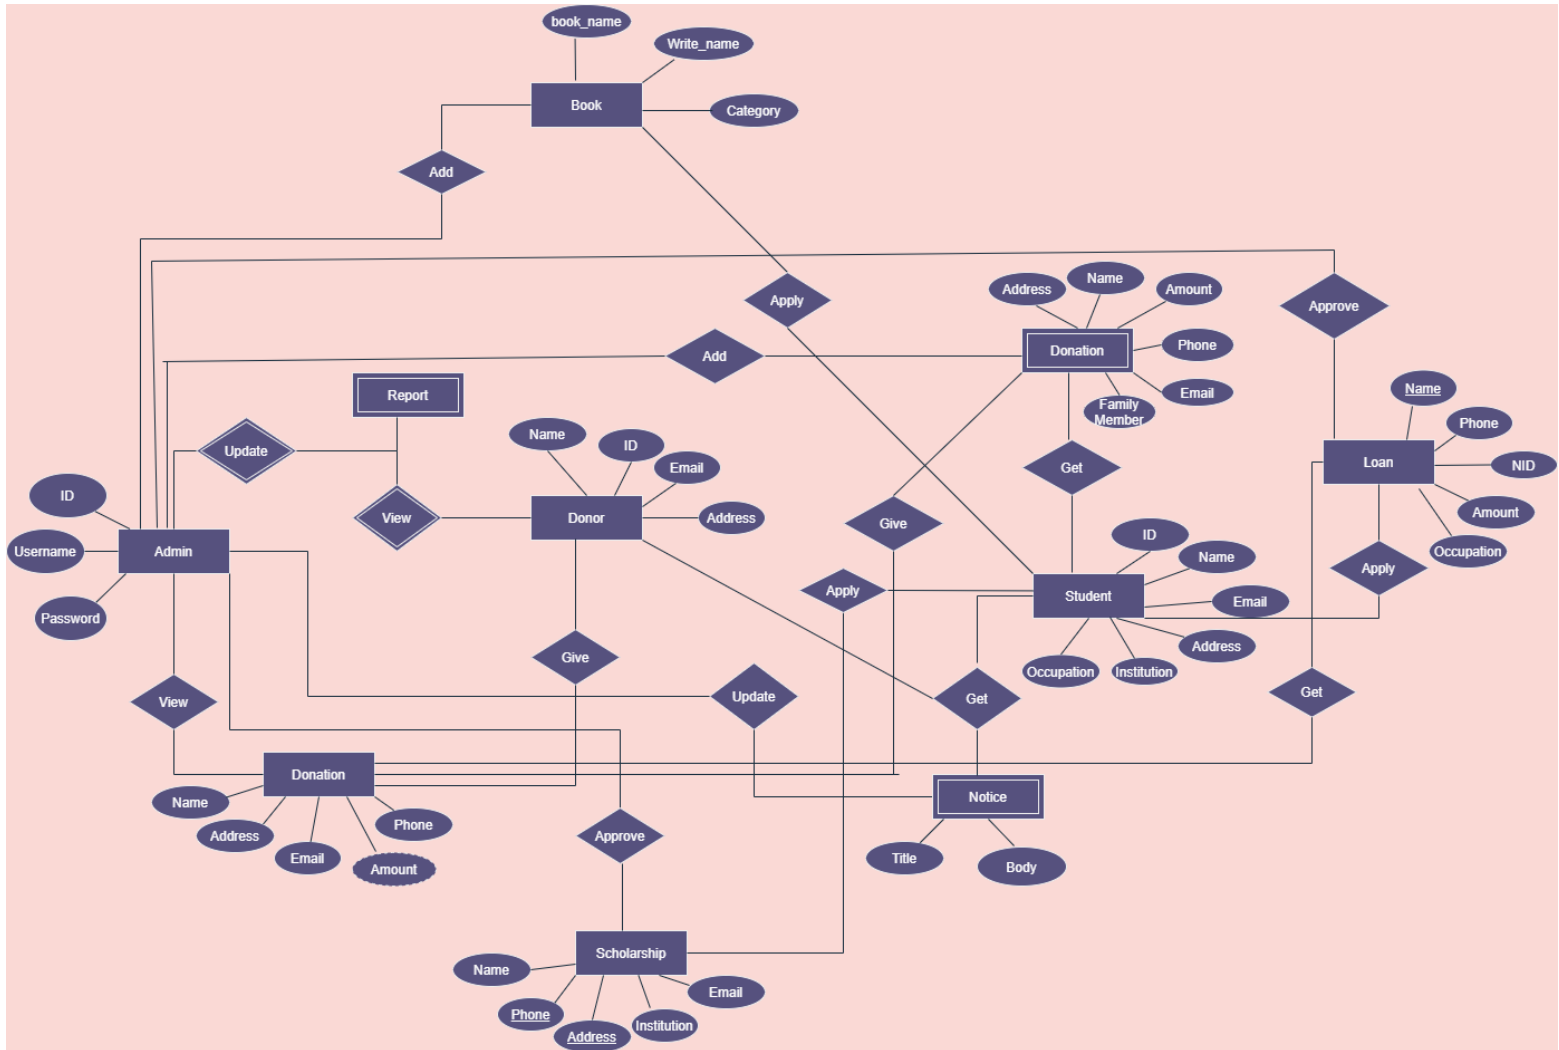 book_name
Write_name
Book
Category
Add
Apply
Address
Name
Amount
Approve
Add
Donation
Phone
Report
Family
Member
Email
Name
Update
Name
ID
Email
Get
Phone
Loan
NID
ID
View
Donor
Address
Give
Amount
Username
Admin
ID
Name
Occupation
Apply
Student
Email
Apply
Password
Give
Occupation
Institution
Address
View
Update
Get
Get
Donation
Notice
Name
Address
Email
Amount
Phone
Approve
Title
Body
Name
Scholarship
Email
Phone
Address
Institution